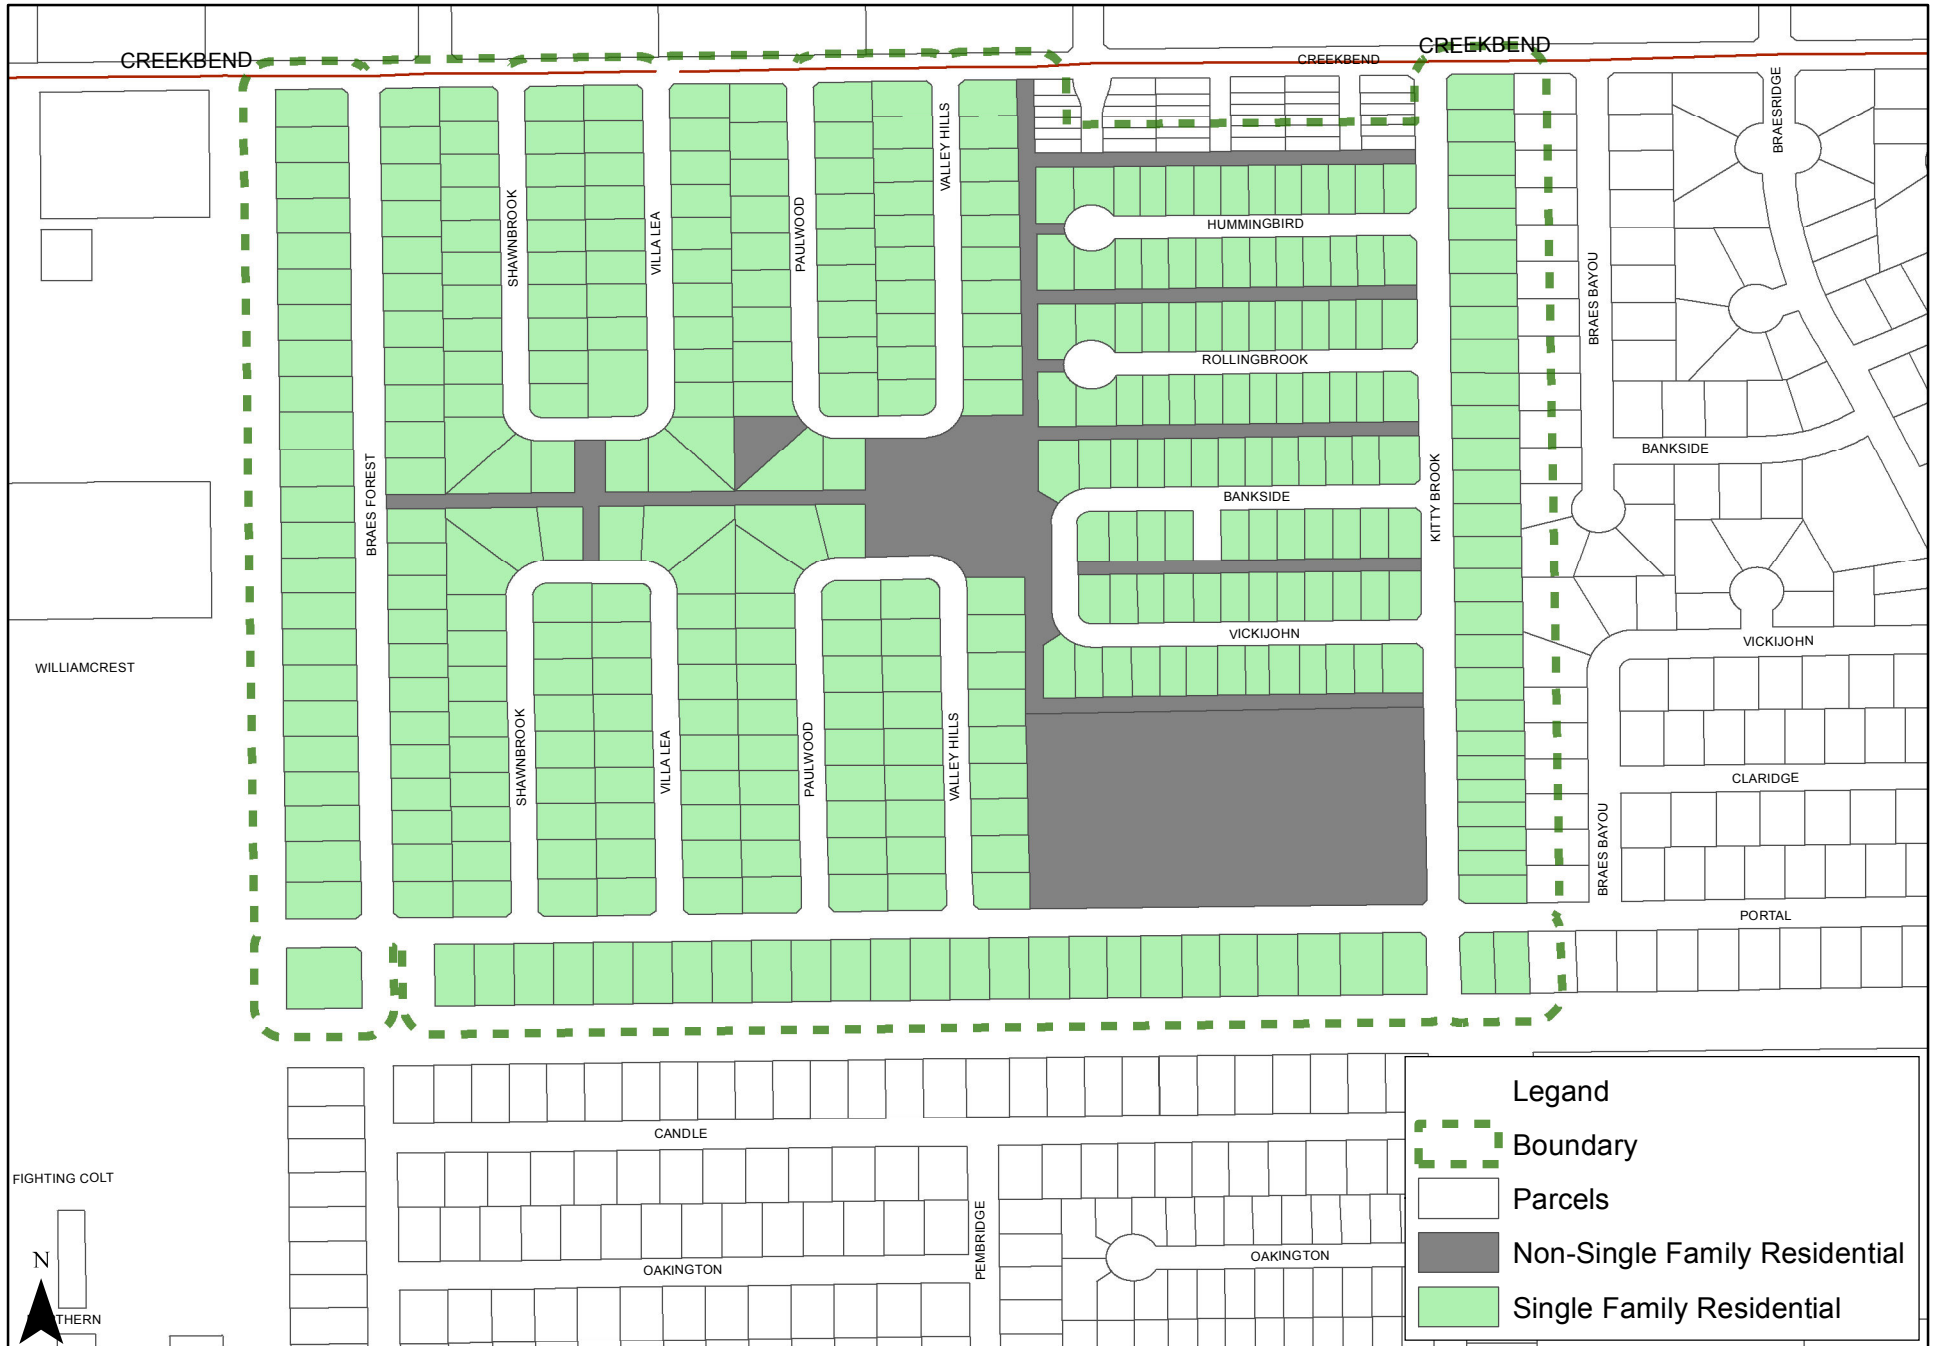 CREEKBEND
CREEKBEND
CREEKBEND
BRAESRIDGE
VALLEY HILLS
SHAWNBROOK
VILLA LEA
PAULWOOD
HUMMINGBIRD
BRAES BAYOU
ROLLINGBROOK
BANKSIDE
BRAES FOREST
KITTY BROOK
BANKSIDE
VICKIJOHN
VICKIJOHN
WILLIAMCREST
SHAWNBROOK
VILLA LEA
PAULWOOD
VALLEY HILLS
CLARIDGE
BRAES BAYOU
PORTAL
CANDLE
FIGHTING COLT
PEMBRIDGE
OAKINGTON
OAKINGTON
N
THERN
Legand
Boundary
Parcels
Non-Single Family Residential
Single Family Residential